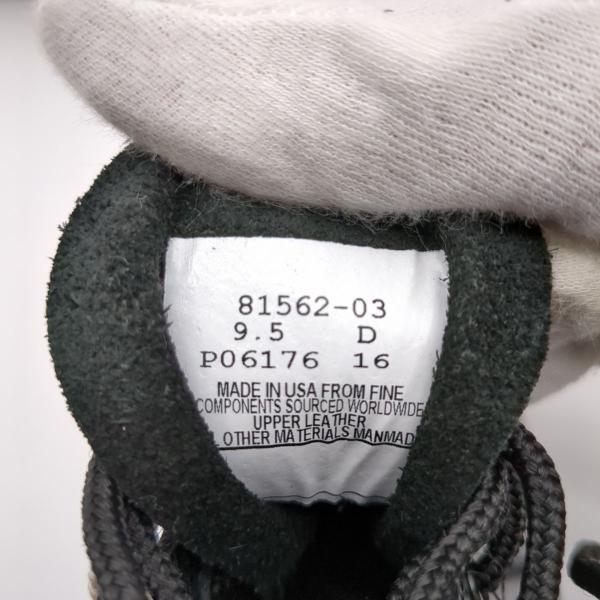 81562-03
9.5 D
P06176 16
MADE IN USA FROM FINE
COMPONENTS SOURCED WORLDWIDE
UPPER LEATHER
OTHER MATERIALS MANMAD